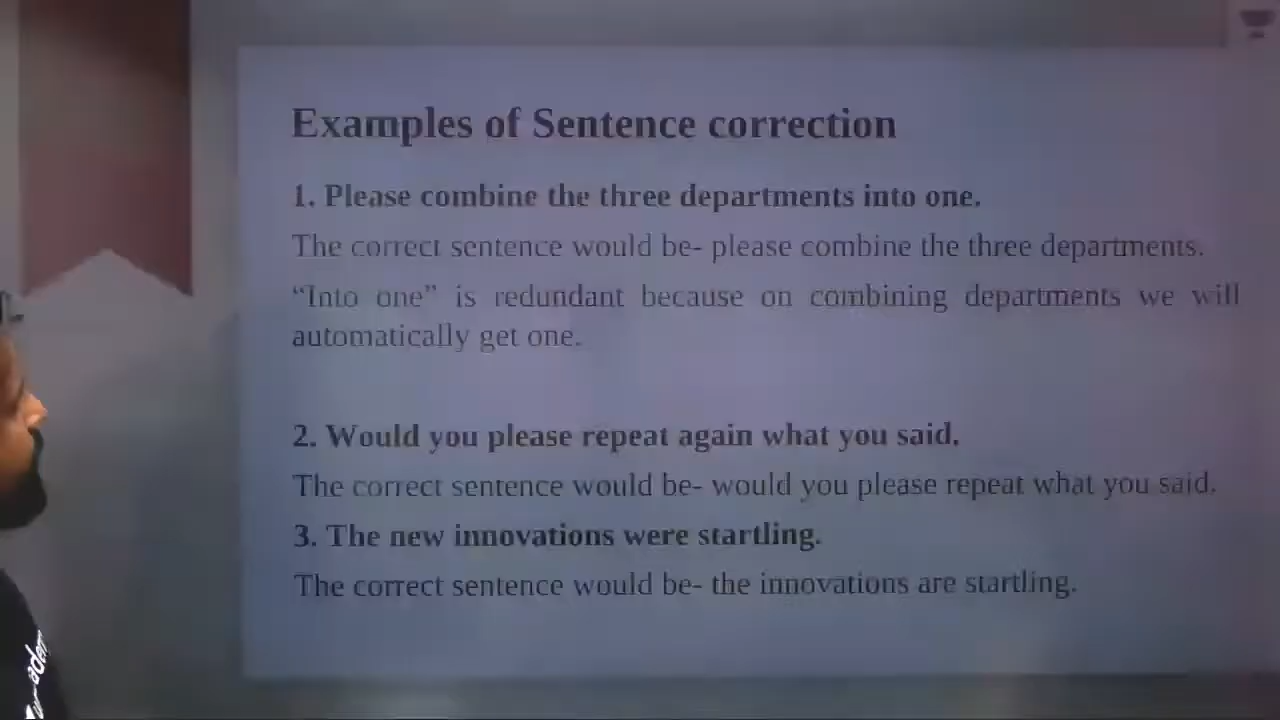 Examples of Sentence correction
1. Please combine the three departments into one.
The correct sentence would be- please combine the three departments.
“Into one” is redundant because on combining departments we will
automatically get one.
2. Would you please repeat again what you said.
The correct sentence would be- would you please repeat what you said.
3. The new innovations were startling.
The correct sentence would be- the innovations are startling.